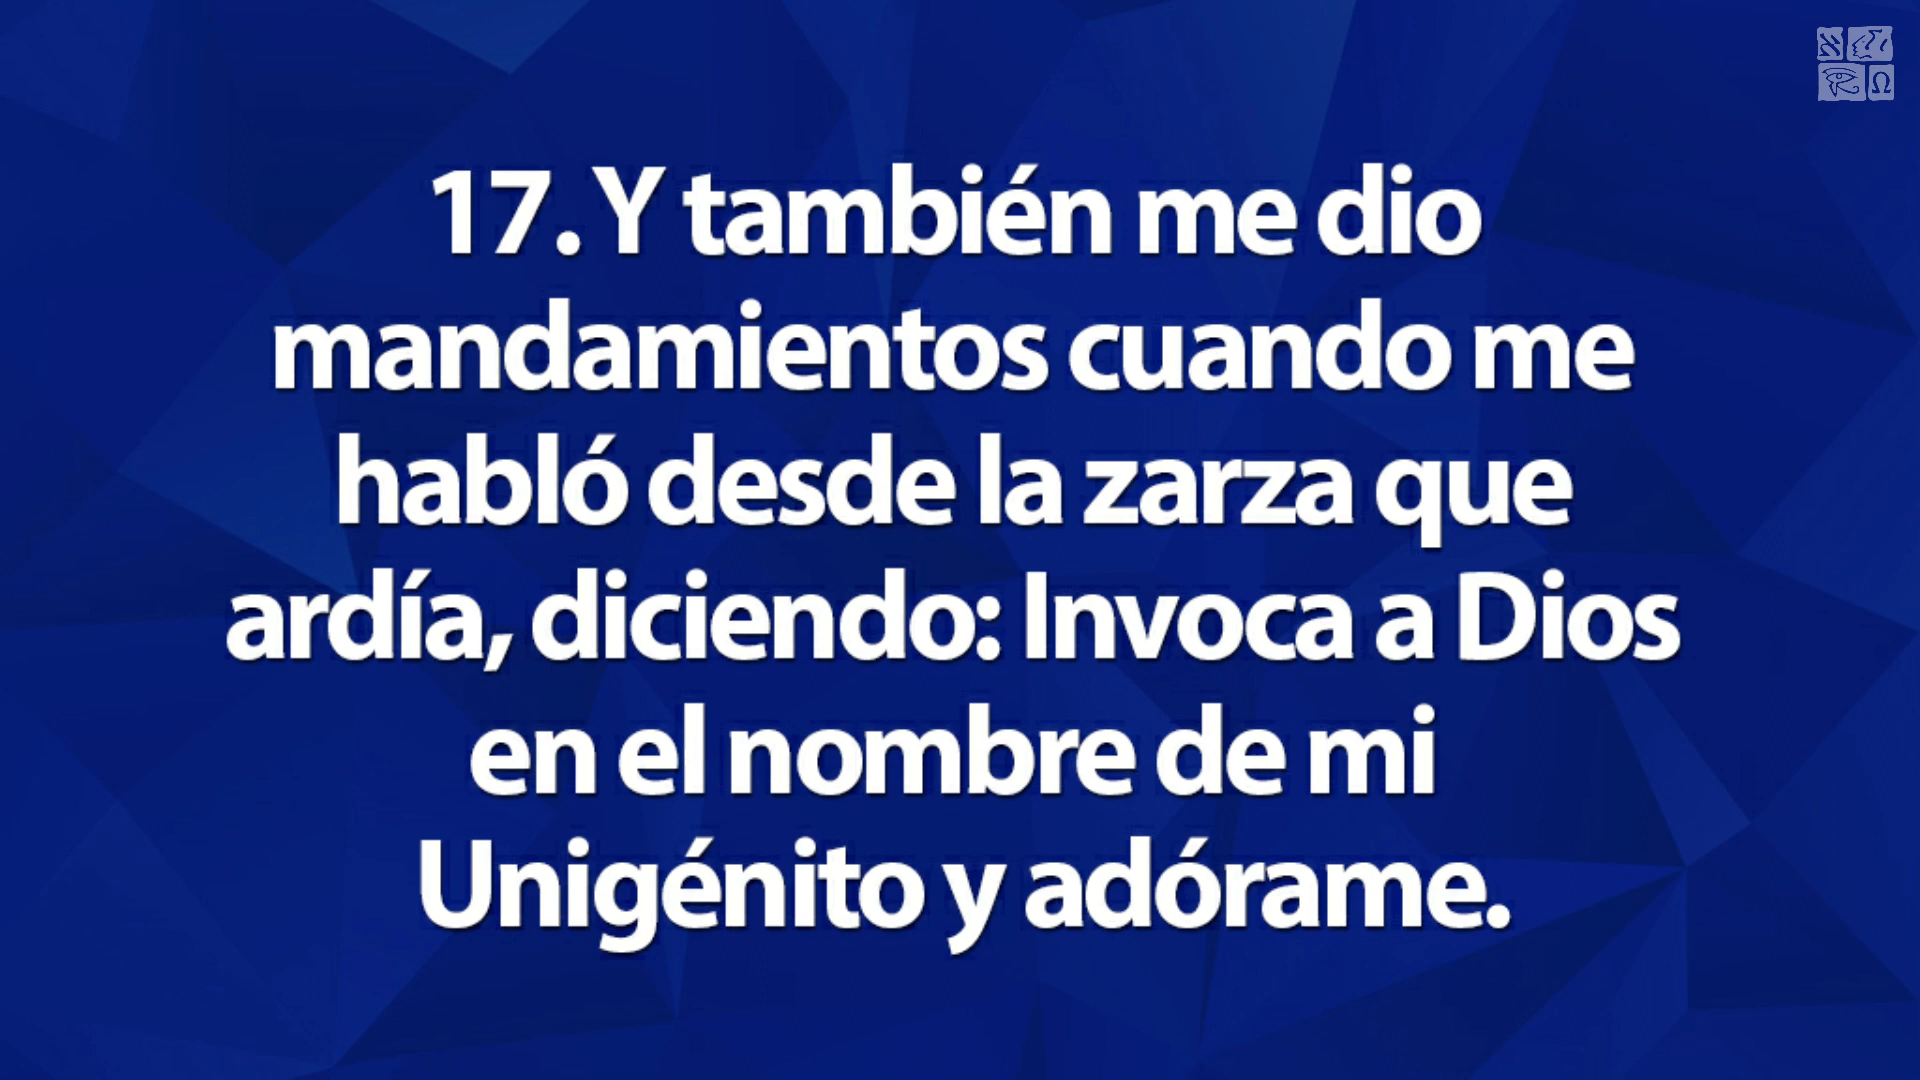 17. Y también me dio
mandamientos cuando me
habló desde la zarza que
ardía, diciendo: Invoca a Dios
en el nombre de mi
Unigénito y adórame.